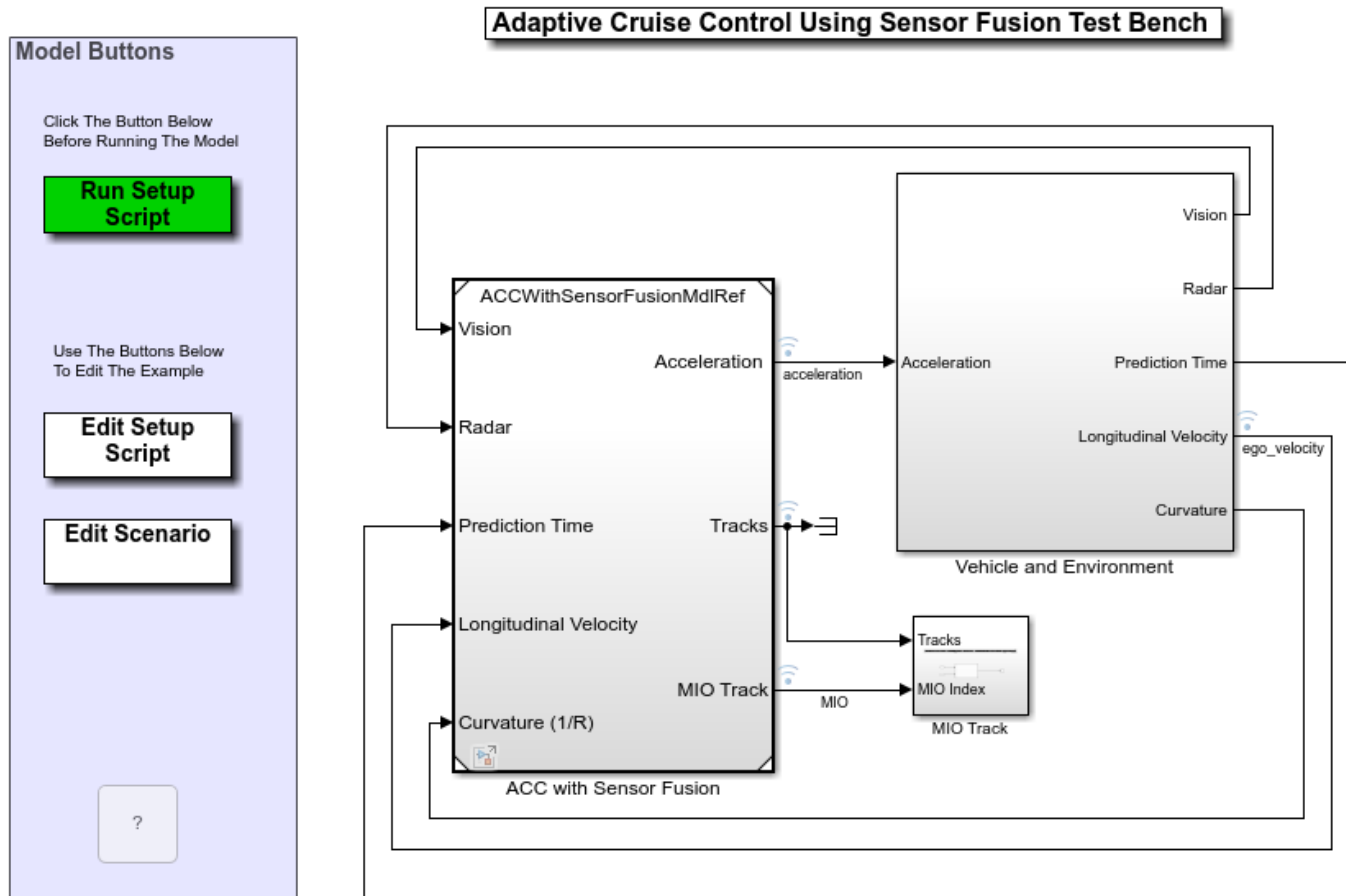 Adaptive Cruise Control Using Sensor Fusion Test Bench
Model Buttons
Click The Button Below
Before Running The Model
Run Setup
Script
Use The Buttons Below
To Edit The Example
Edit Setup
Script
Edit Scenario
?
ACCWithSensorFusionMdlRef
Vision
Radar
Prediction Time
Longitudinal Velocity
Curvature (1/R)
Acceleration
Tracks
MIO Track
ACC with Sensor Fusion
acceleration
MIO
Acceleration
Vision
Radar
Prediction Time
Longitudinal Velocity
Curvature
Vehicle and Environment
ego_velocity
Tracks
MIO Index
MIO Track